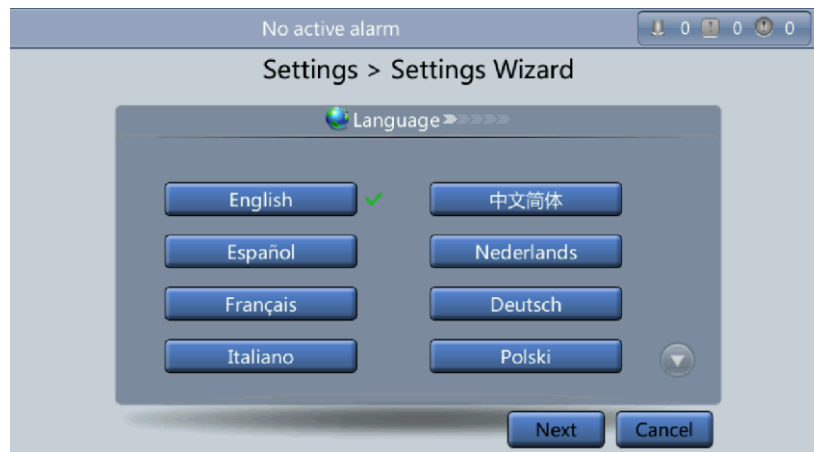 No active alarm 0 0 0
Settings > Settings Wizard
Language
English 中文简体
Español Nederlands
Français Deutsch
Italiano Polski
Next Cancel